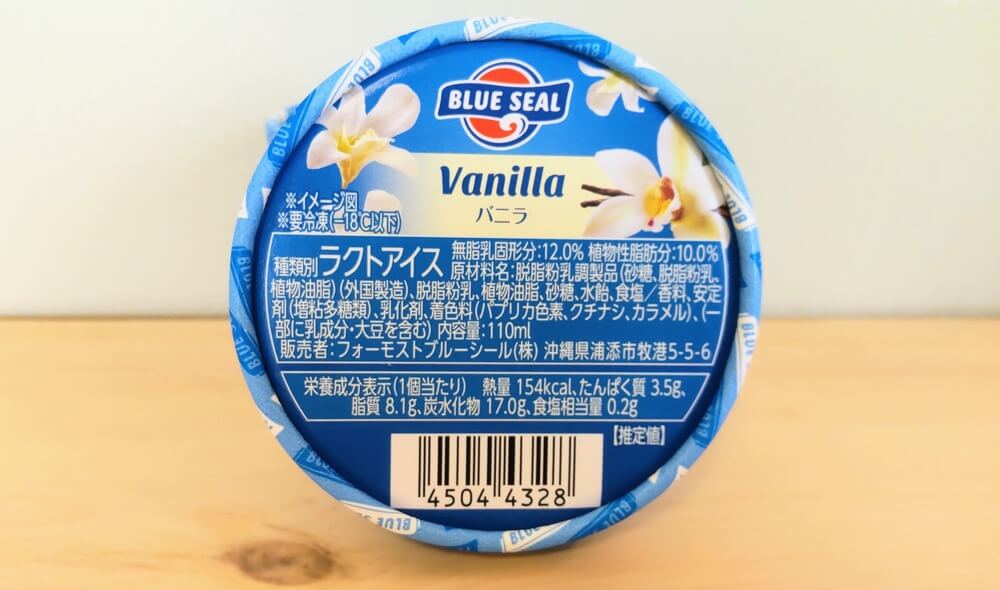 BLUE SEAL
Vanilla
バニラ
※イメージ図
※要冷凍(−18℃以下)
種類別 ラクトアイス 無脂乳固形分:12.0% 植物性脂肪分:10.0%
原材料名:脱脂粉乳調製品(砂糖、脱脂粉乳、
植物油脂)(外国製造)、脱脂粉乳、植物油脂、砂糖、水飴、食塩/香料、安定
剤(増粘多糖類)、乳化剤、着色料(パプリカ色素、クチナシ、カラメル)、(一
部に乳成分・大豆を含む) 内容量:110ml
販売者:フォーモストブルーシール(株) 沖縄県浦添市牧港5-5-6
栄養成分表示(1個当たり) 熱量 154kcal、たんぱく質 3.5g、
脂質 8.1g、炭水化物 17.0g、食塩相当量 0.2g
【推定値】
4504 4328